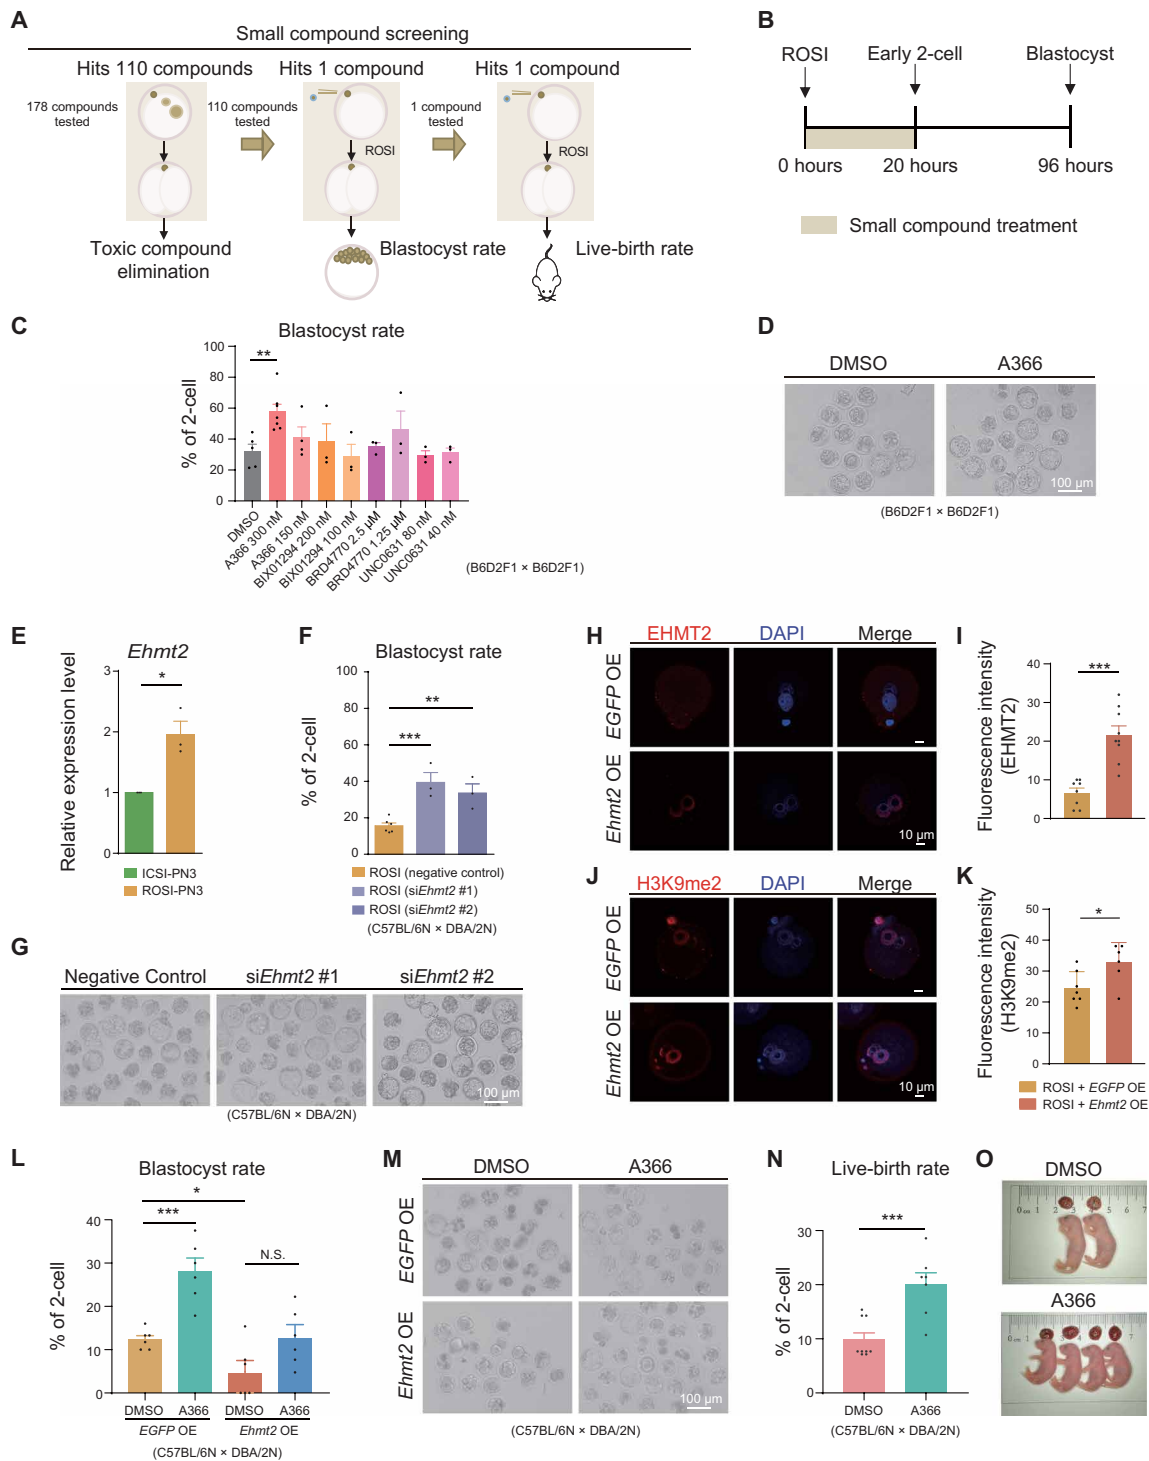 A
Small compound screening
Hits 110 compounds
Hits 1 compound
Hits 1 compound
178 compounds
tested
110 compounds
tested
1 compound
tested
ROSI
ROSI
Toxic compound
elimination
Blastocyst rate
Live-birth rate
B
ROSI
Early 2-cell
Blastocyst
0 hours
20 hours
96 hours
Small compound treatment
C
Blastocyst rate
% of 2-cell
100
80
60
40
20
0
**
DMSO
A366 300 nM
A366 150 nM
BIX01294 200 nM
BIX01294 100 nM
BRD4770 2.5 µM
BRD4770 1.25 µM
UNC0631 80 nM
UNC0631 40 nM
(B6D2F1 × B6D2F1)
D
DMSO
A366
100 µm
(B6D2F1 × B6D2F1)
E
Ehmt2
Relative expression level
3
2
1
0
*
ICSI-PN3
ROSI-PN3
F
Blastocyst rate
% of 2-cell
100
80
60
40
20
0
**
***
ROSI (negative control)
ROSI (siEhmt2 #1)
ROSI (siEhmt2 #2)
(C57BL/6N × DBA/2N)
G
Negative Control
siEhmt2 #1
siEhmt2 #2
100 µm
(C57BL/6N × DBA/2N)
H
EHMT2
DAPI
Merge
EGFP OE
Ehmt2 OE
10 µm
I
Fluorescence intensity
(EHMT2)
40
30
20
10
0
***
J
H3K9me2
DAPI
Merge
EGFP OE
Ehmt2 OE
10 µm
K
Fluorescence intensity
(H3K9me2)
50
40
30
20
10
0
*
ROSI + EGFP OE
ROSI + Ehmt2 OE
L
Blastocyst rate
% of 2-cell
40
30
20
10
0
*
***
N.S.
DMSO
A366
DMSO
A366
EGFP OE
Ehmt2 OE
(C57BL/6N × DBA/2N)
M
DMSO
A366
EGFP OE
Ehmt2 OE
100 µm
(C57BL/6N × DBA/2N)
N
Live-birth rate
% of 2-cell
30
20
10
0
***
DMSO
A366
(C57BL/6N × DBA/2N)
O
DMSO
0 cm 1 2 3 4 5 6 7
A366